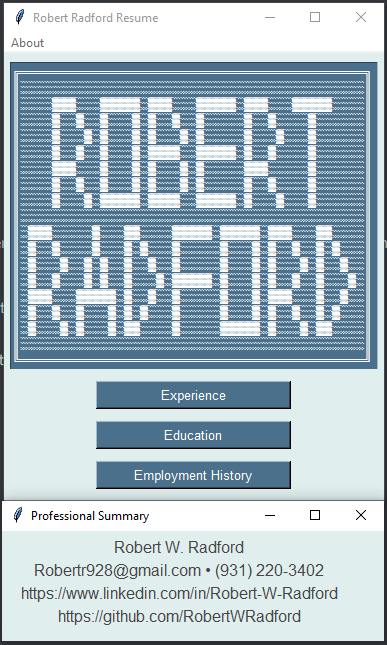 Robert Radford Resume
About
ROBERT
RADFORD
Experience
Education
Employment History
Professional Summary
Robert W. Radford
Robertr928@gmail.com • (931) 220-3402
https://www.linkedin.com/in/Robert-W-Radford
https://github.com/RobertWRadford